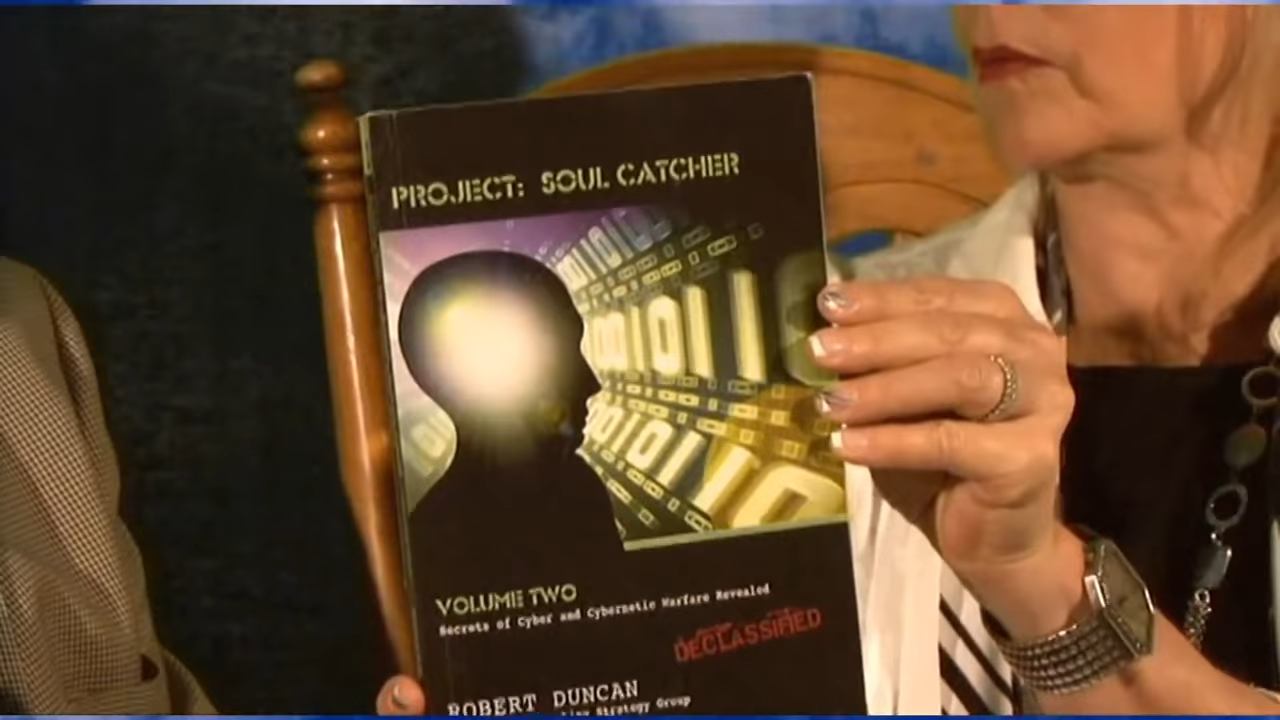 PROJECT: SOUL CATCHER
VOLUME TWO
Secrets of Cyber and Cybernetic Warfare Revealed
DECLASSIFIED
ROBERT DUNCAN
Strategy Group